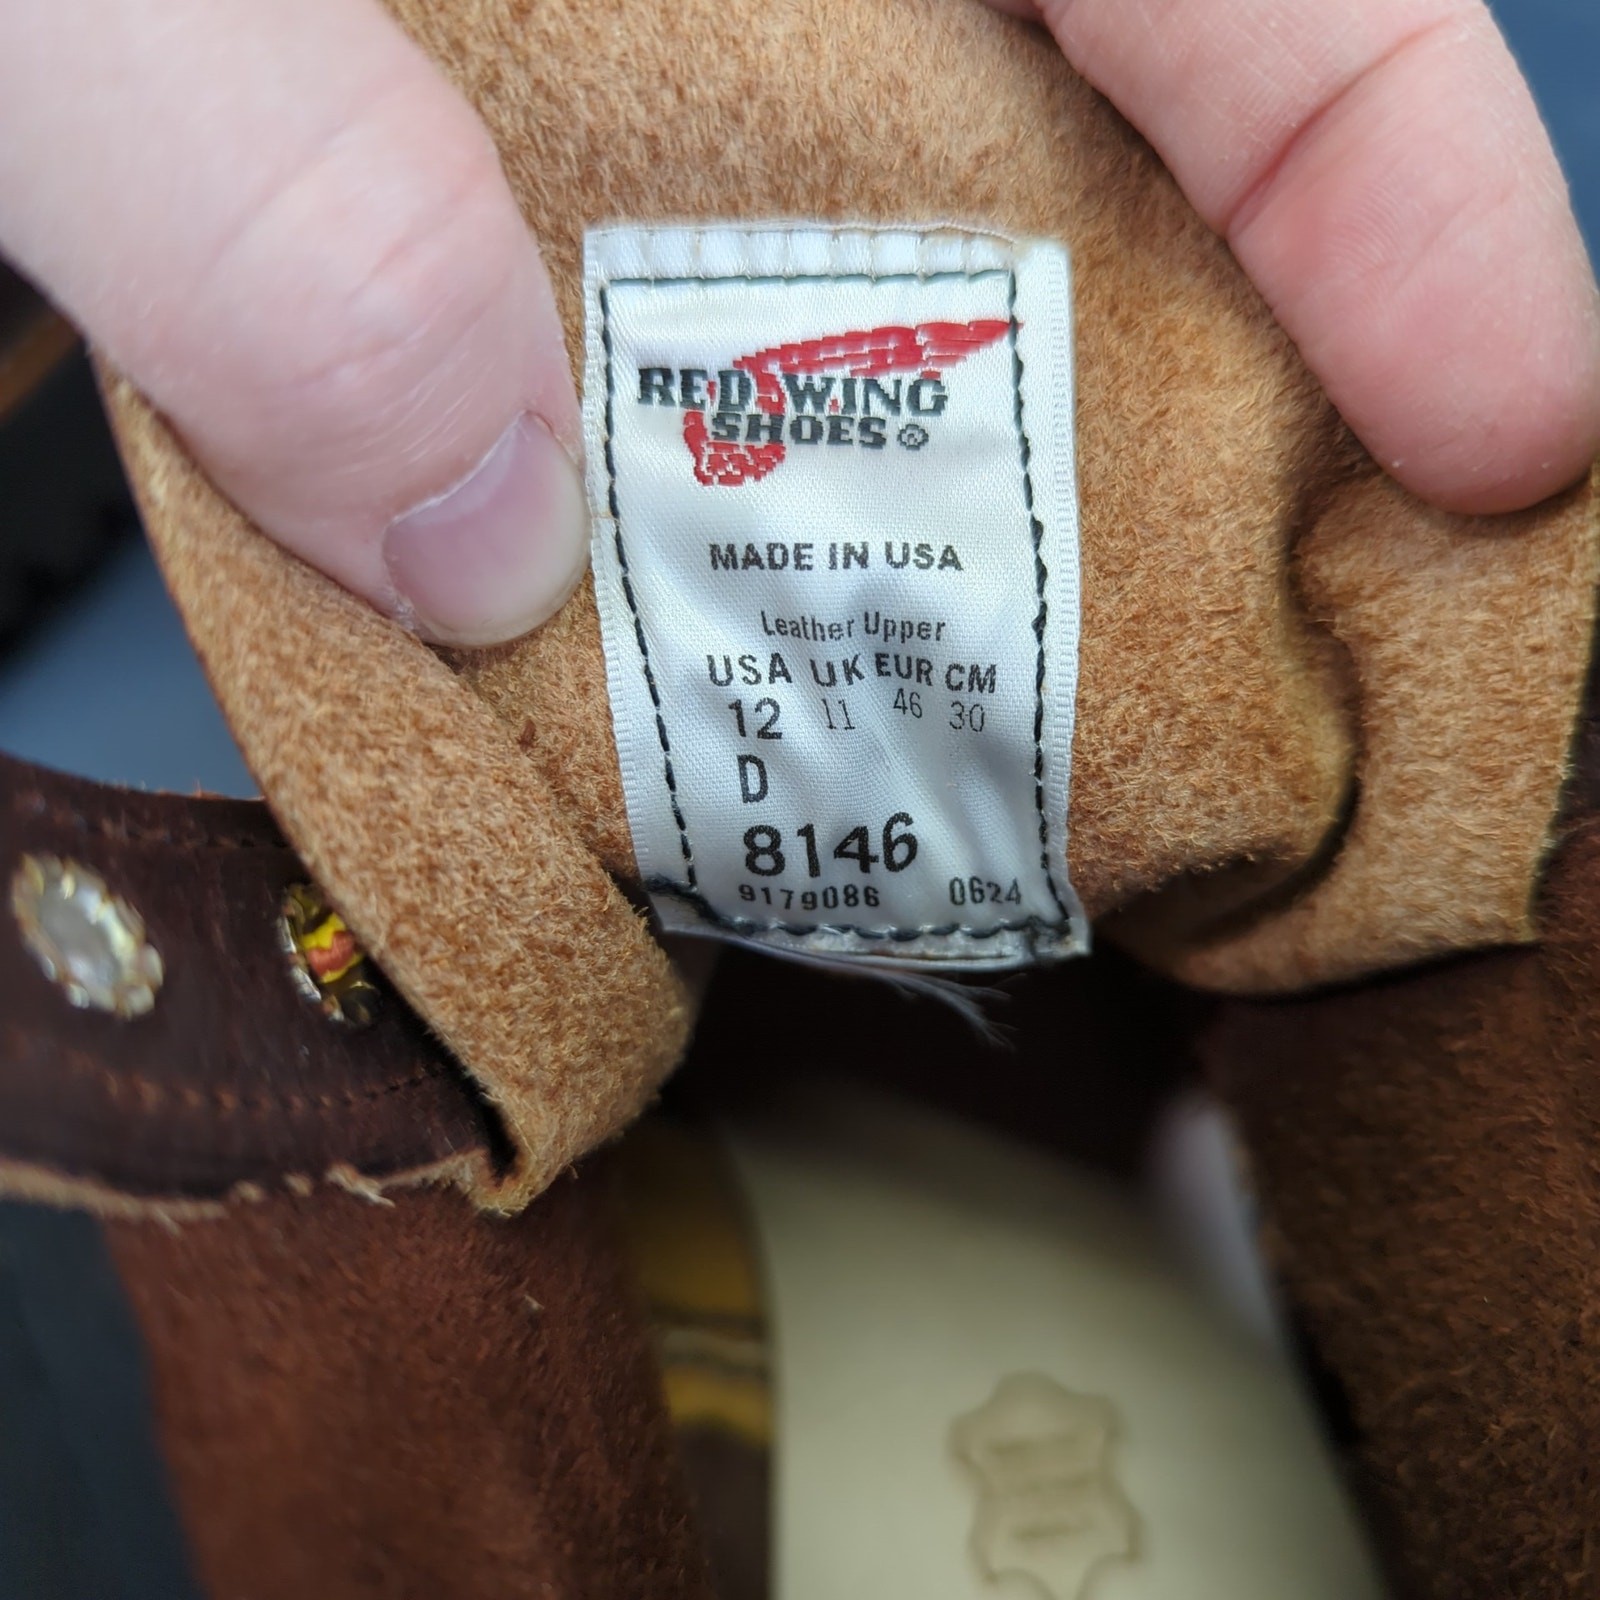 RED WING
SHOES®
MADE IN USA
Leather Upper
USA UK EUR CM
12 11 46 30
D
8146
9179086 0624